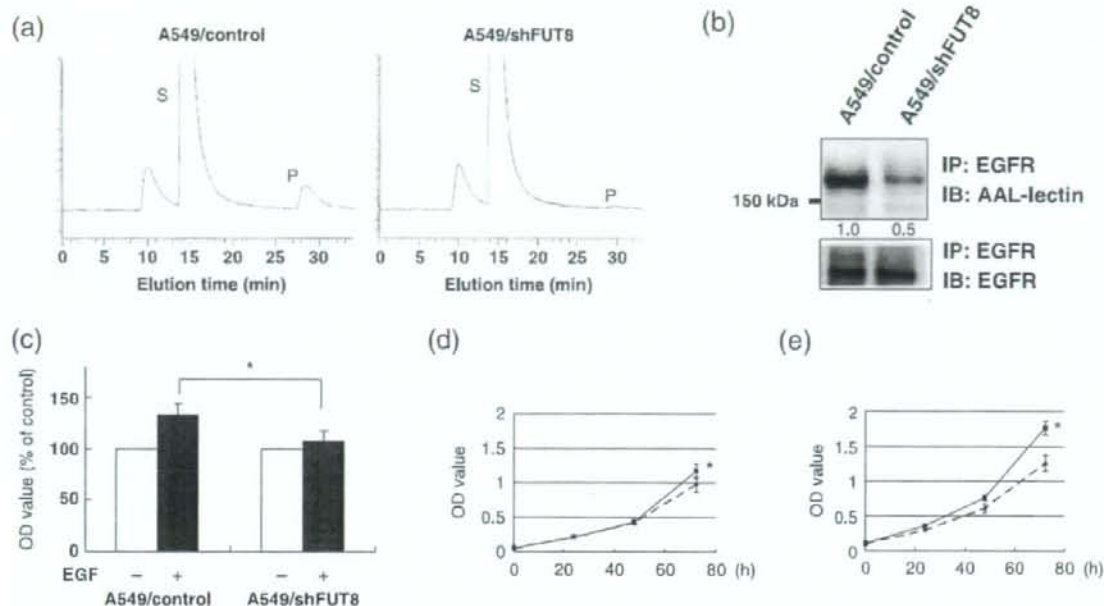 (a)
A549/control
A549/shFUT8
S
P
S
P
0 5 10 15 20 25 30
0 5 10 15 20 25 30
Elution time (min)
Elution time (min)
(b)
A549/control
A549/shFUT8
IP: EGFR
IB: AAL-lectin
150 kDa
1.0 0.5
IP: EGFR
IB: EGFR
(c)
*
OD value (% of control)
150
100
50
0
EGF − + − +
A549/control A549/shFUT8
(d)
OD value
2
1.5
1
0.5
0
*
0 20 40 60 80 (h)
(e)
OD value
2
1.5
1
0.5
0
*
0 20 40 60 80 (h)